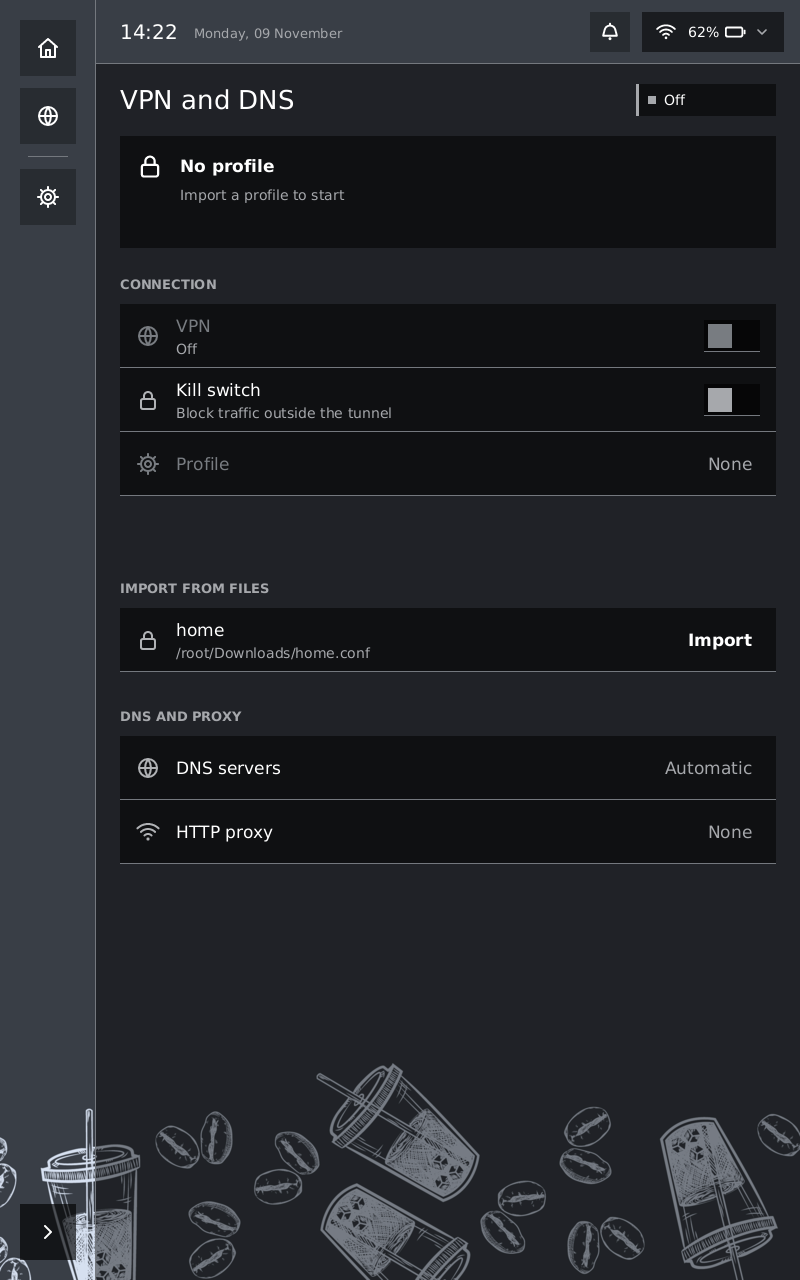 14:22 Monday, 09 November 62%
VPN and DNS Off
No profile
Import a profile to start
CONNECTION
VPN
Off
Kill switch
Block traffic outside the tunnel
Profile None
IMPORT FROM FILES
home
/root/Downloads/home.conf
Import
DNS AND PROXY
DNS servers Automatic
HTTP proxy None